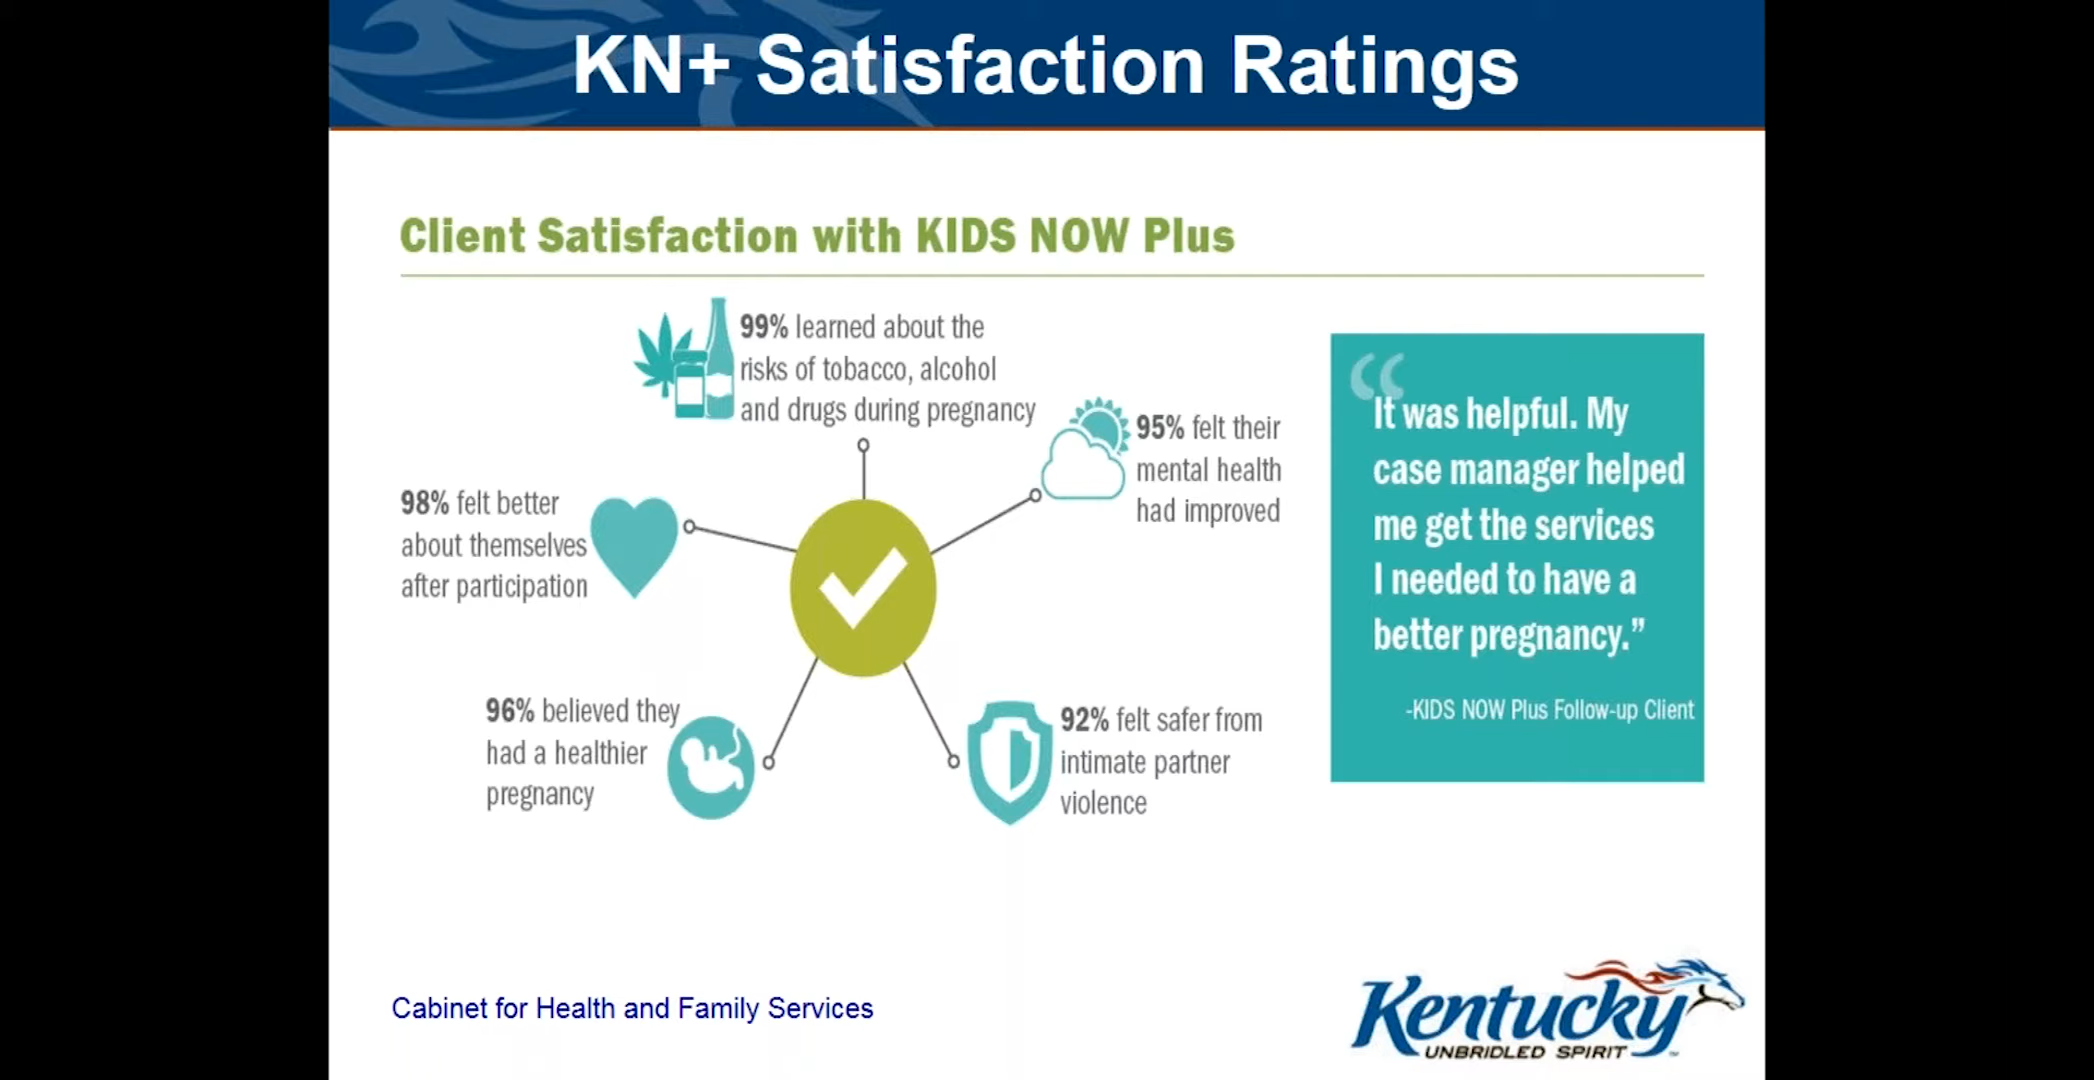 KN+ Satisfaction Ratings
Client Satisfaction with KIDS NOW Plus
99% learned about the
risks of tobacco, alcohol
and drugs during pregnancy
95% felt their
mental health
had improved
98% felt better
about themselves
after participation
96% believed they
had a healthier
pregnancy
92% felt safer from
intimate partner
violence
“It was helpful. My
case manager helped
me get the services
I needed to have a
better pregnancy.”
-KIDS NOW Plus Follow-up Client
Cabinet for Health and Family Services
Kentucky
UNBRIDLED SPIRIT™